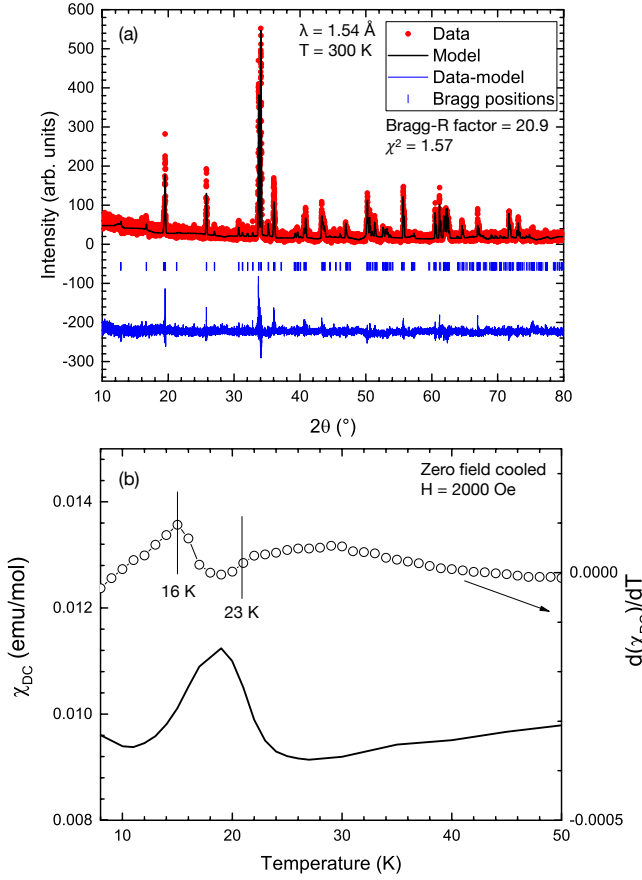 (a)
λ = 1.54 Å
T = 300 K
Data
Model
Data-model
Bragg positions
Bragg-R factor = 20.9
χ² = 1.57
Intensity (arb. units)
600
500
400
300
200
100
0
-100
-200
-300
10 20 30 40 50 60 70 80
2θ (°)
(b)
Zero field cooled
H = 2000 Oe
χDC (emu/mol)
0.014
0.012
0.010
0.008
16 K
23 K
0.0000
-0.0005
d(χDC)/dT
10 20 30 40 50
Temperature (K)